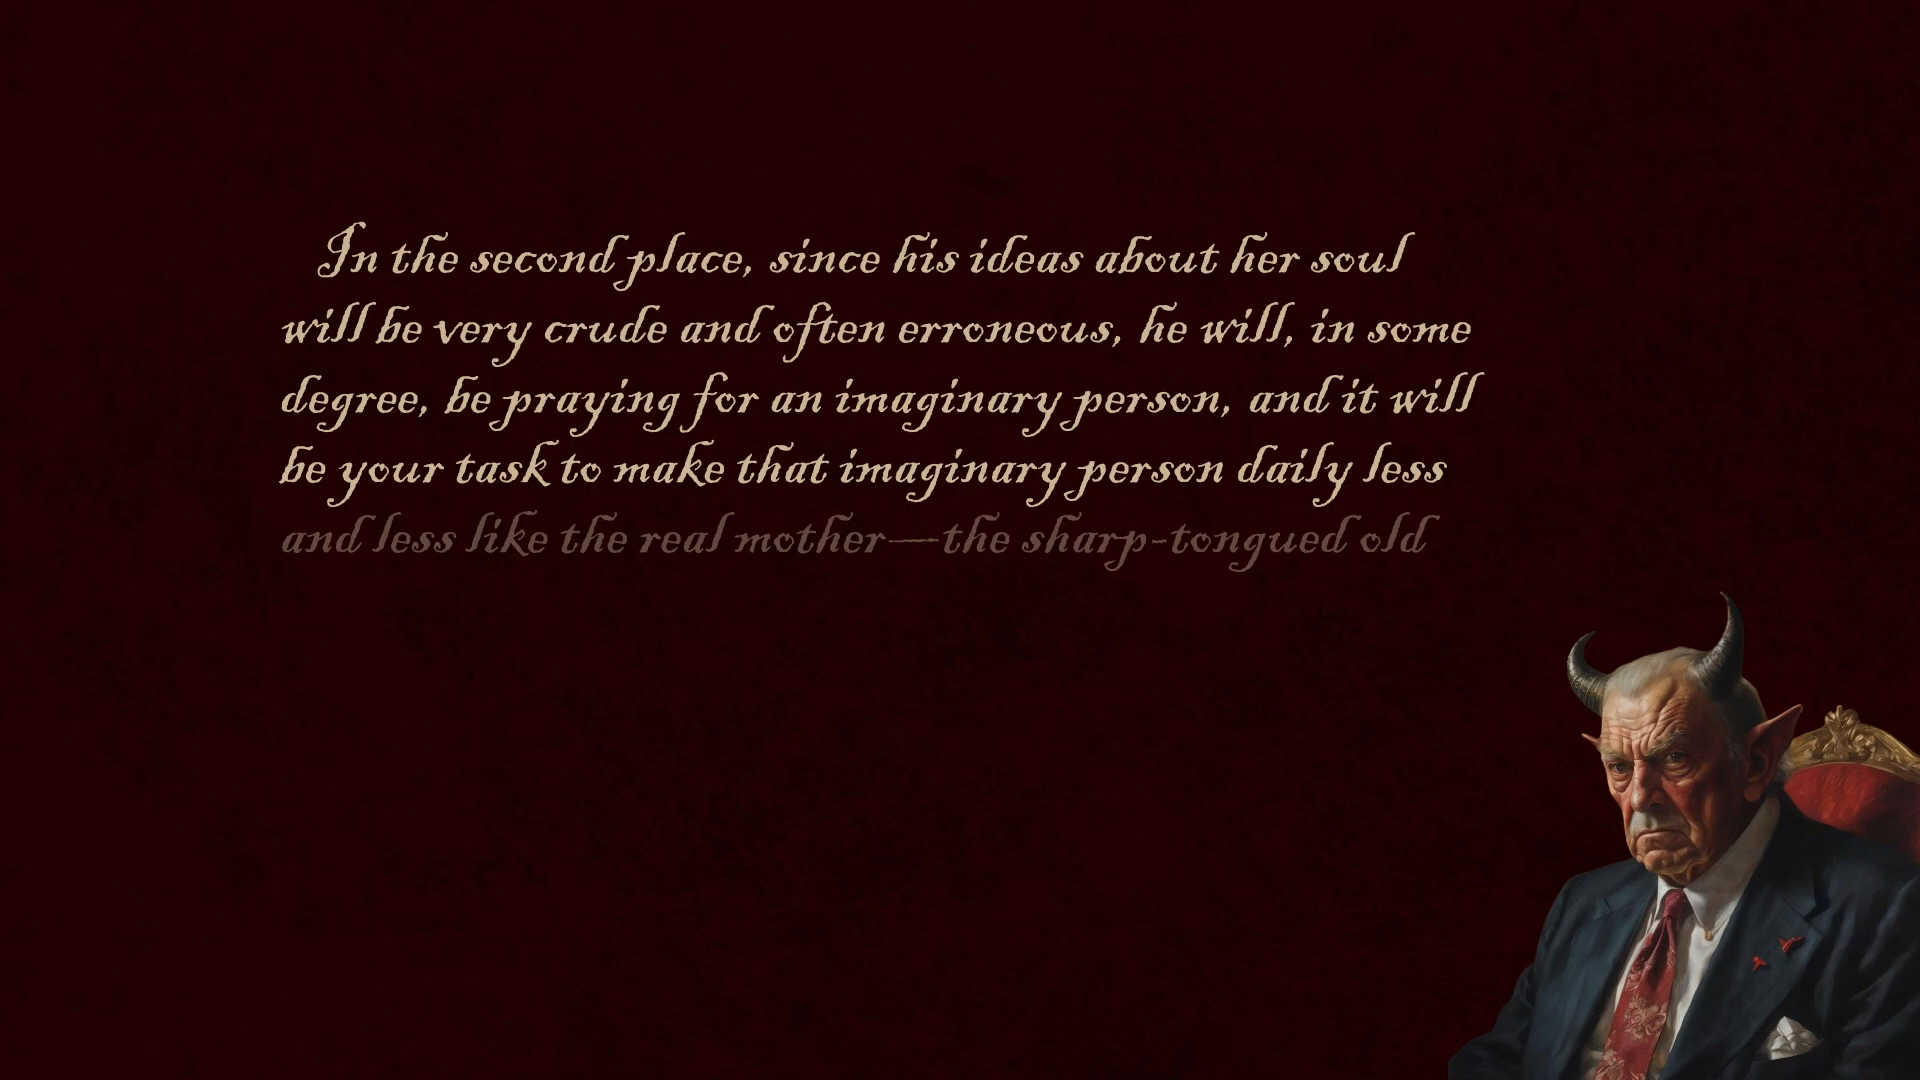 In the second place, since his ideas about her soul
will be very crude and often erroneous, he will, in some
degree, be praying for an imaginary person, and it will
be your task to make that imaginary person daily less
and less like the real mother—the sharp-tongued old